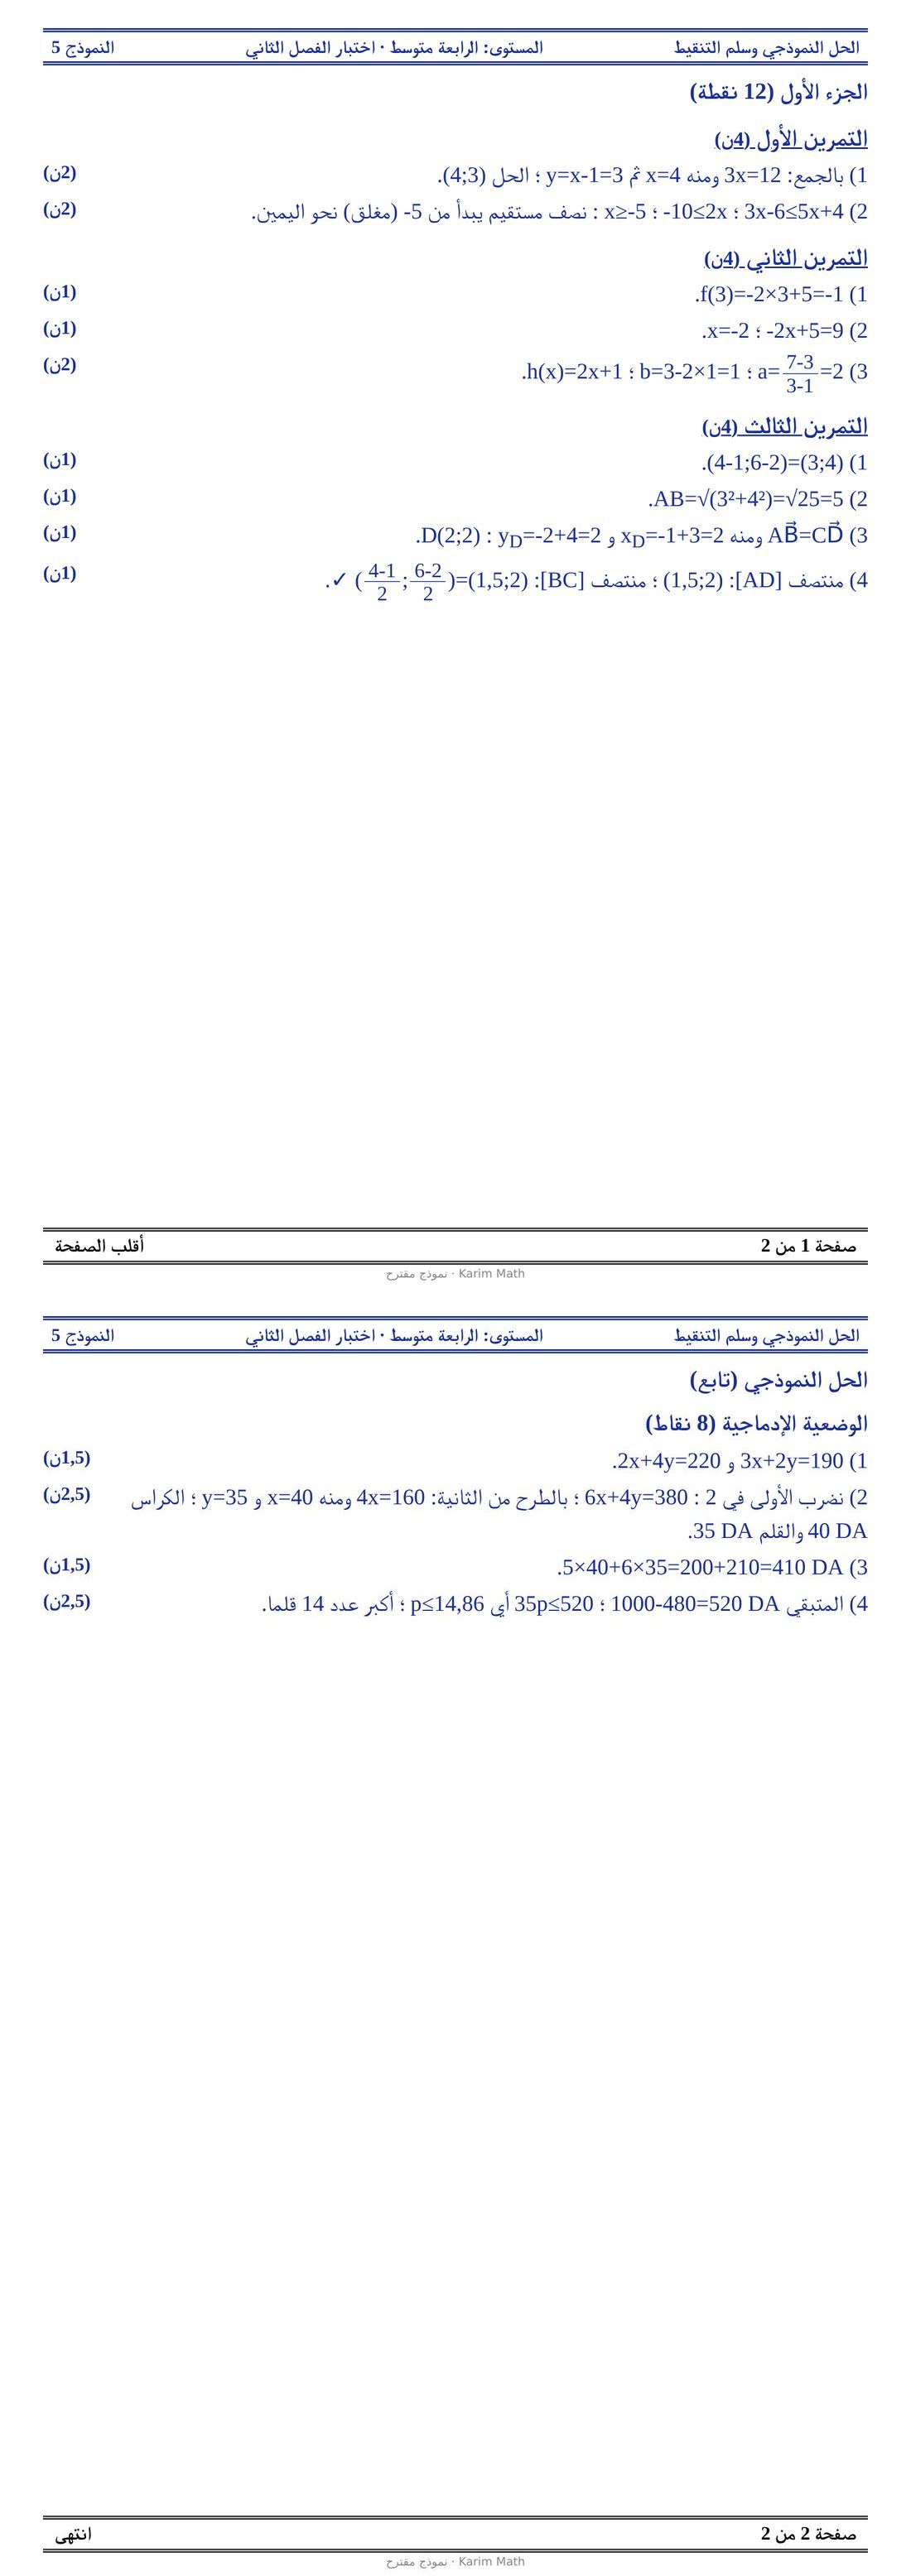 الحل النموذجي وسلم التنقيط المستوى: الرابعة متوسط · اختبار الفصل الثاني النموذج 5
الجزء الأول (12 نقطة)
التمرين الأول (4ن)
1) بالجمع: 3x=12 ومنه x=4 ثم y=x-1=3 ؛ الحل (4;3). (2ن)
2) 3x-6≤5x+4 ؛ -10≤2x ؛ x≥-5 : نصف مستقيم يبدأ من -5 (مغلق) نحو اليمين. (2ن)
التمرين الثاني (4ن)
1) f(3)=-2×3+5=-1. (1ن)
2) -2x+5=9 ؛ x=-2. (1ن)
3) a=\frac{7-3}{3-1}=2 ؛ b=3-2×1=1 ؛ h(x)=2x+1. (2ن)
التمرين الثالث (4ن)
1) (4-1;6-2)=(3;4). (1ن)
2) AB=√(3²+4²)=√25=5. (1ن)
3) AB⃗=CD⃗ ومنه x_D=-1+3=2 و y_D=-2+4=2 : D(2;2). (1ن)
4) منتصف [AD]: (1,5;2) ؛ منتصف [BC]: (\frac{4-1}{2};\frac{6-2}{2})=(1,5;2) ✓. (1ن)
صفحة 1 من 2 أقلب الصفحة
Karim Math · نموذج مقترح
الحل النموذجي وسلم التنقيط المستوى: الرابعة متوسط · اختبار الفصل الثاني النموذج 5
الحل النموذجي (تابع)
الوضعية الإدماجية (8 نقاط)
1) 3x+2y=190 و 2x+4y=220. (1,5ن)
2) نضرب الأولى في 2 : 6x+4y=380 ؛ بالطرح من الثانية: 4x=160 ومنه x=40 و y=35 ؛ الكراس (2,5ن)
40 DA والقلم 35 DA.
3) 5×40+6×35=200+210=410 DA. (1,5ن)
4) المتبقي 1000-480=520 DA ؛ 35p≤520 أي p≤14,86 ؛ أكبر عدد 14 قلما. (2,5ن)
صفحة 2 من 2 انتهى
Karim Math · نموذج مقترح